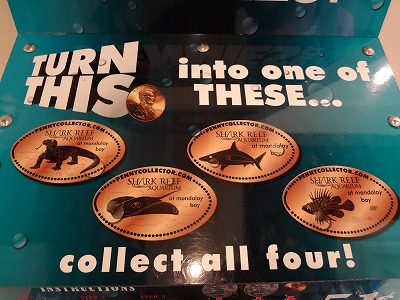 TURN THIS
into one of
THESE...
PENNYCOLLECTOR.COM
SHARK REEF
AQUARIUM
at mandalay
bay
PENNYCOLLECTOR.COM
SHARK REEF
AQUARIUM
at mandalay
bay
PENNYCOLLECTOR.COM
SHARK REEF
AQUARIUM
at mandalay
bay
PENNYCOLLECTOR.COM
SHARK REEF
AQUARIUM
at mandalay
bay
collect all four!
INSTRUCTIONS